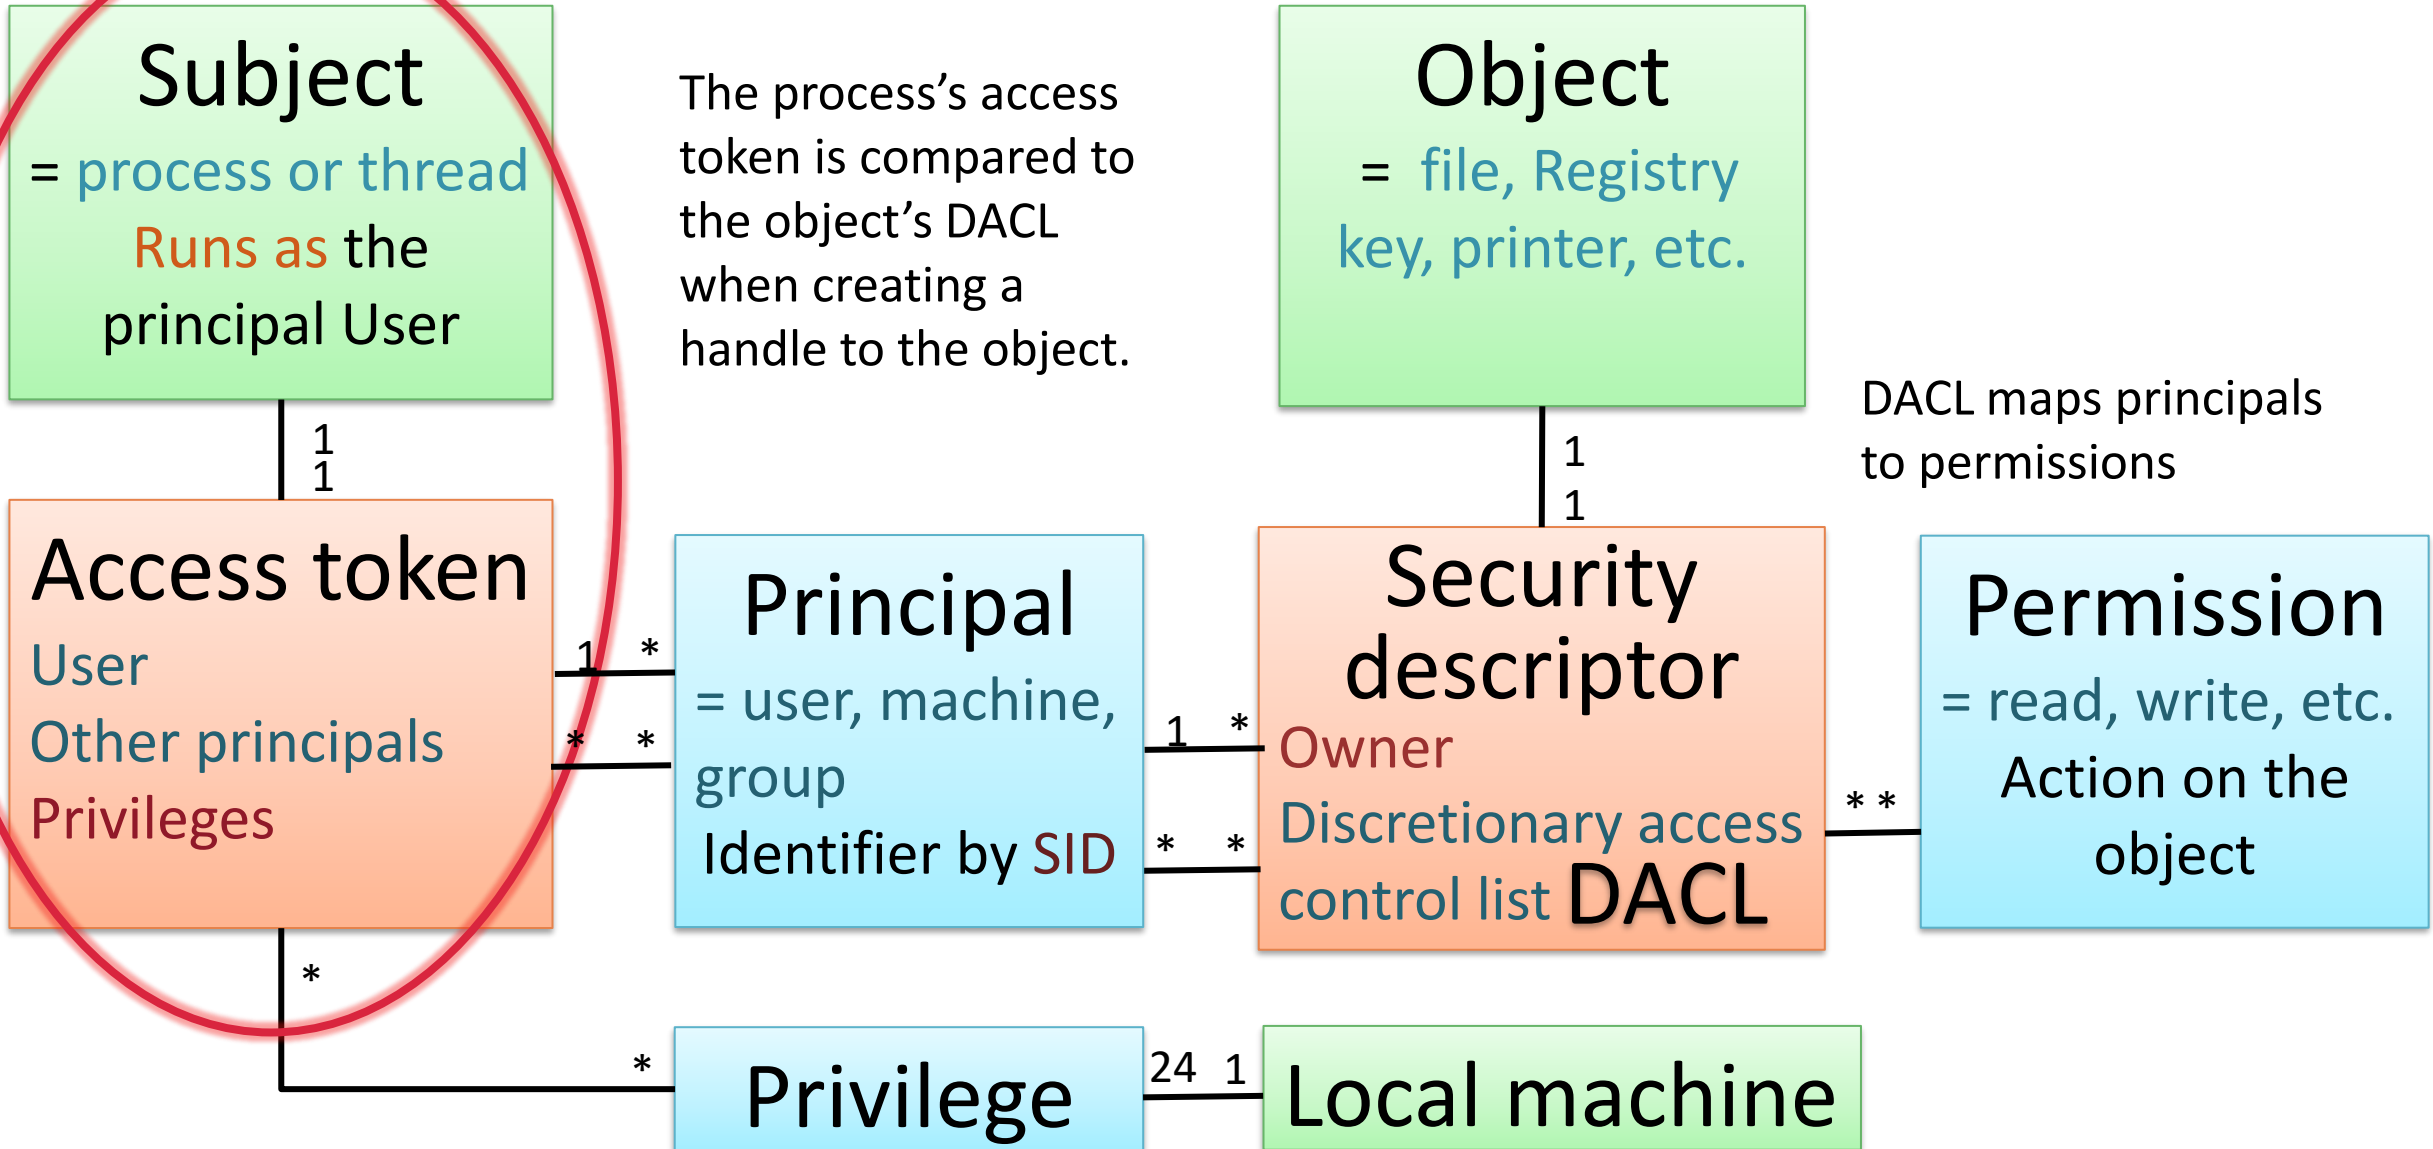 Subject
= process or thread
Runs as the
principal User
The process’s access
token is compared to
the object’s DACL
when creating a
handle to the object.
Object
= file, Registry
key, printer, etc.
DACL maps principals
to permissions
1
1
1
1
Access token
User
Other principals
Privileges
1 *
* *
Principal
= user, machine,
group
Identifier by SID
1 *
* *
Security
descriptor
Owner
Discretionary access
control list DACL
* *
Permission
= read, write, etc.
Action on the
object
*
*
Privilege
24 1
Local machine